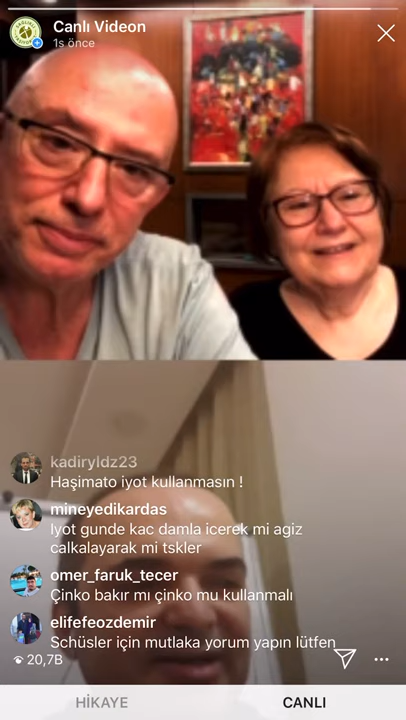 Canlı Videon
1s önce
kadiryldz23
Haşimato iyot kullanmasın !
mineyedikardas
Iyot gunde kac damla icerek mi agiz
calkalayarak mi tskler
omer_faruk_tecer
Çinko bakır mı çinko mu kullanmalı
elifefeozdemir
Schüsler için mutlaka yorum yapın lütfen
20,7B
HİKAYE
CANLI